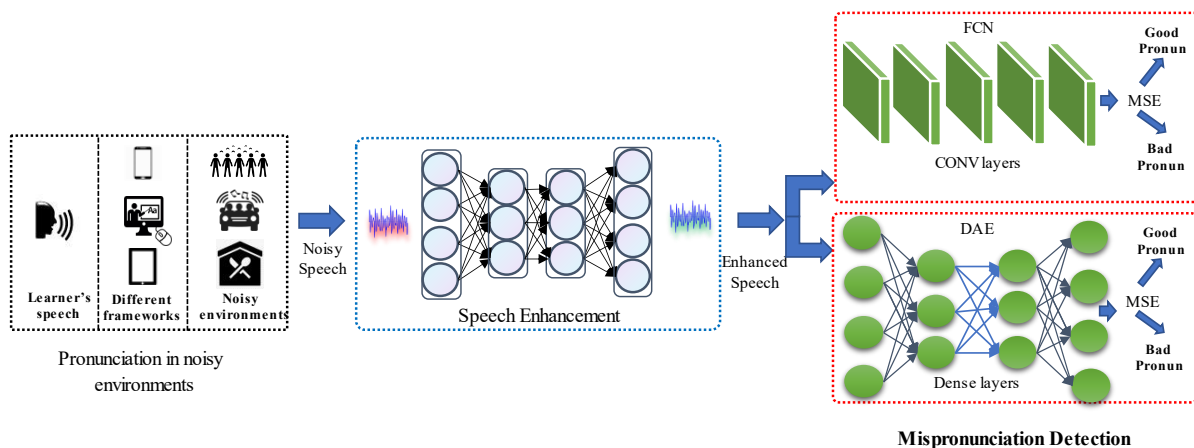 Learner's
speech
Different
frameworks
Aa
Noisy
environments
Pronunciation in noisy
environments
Noisy
Speech
Speech Enhancement
Enhanced
Speech
FCN
CONV layers
MSE
Good
Pronun
Bad
Pronun
DAE
Dense layers
MSE
Good
Pronun
Bad
Pronun
Mispronunciation Detection